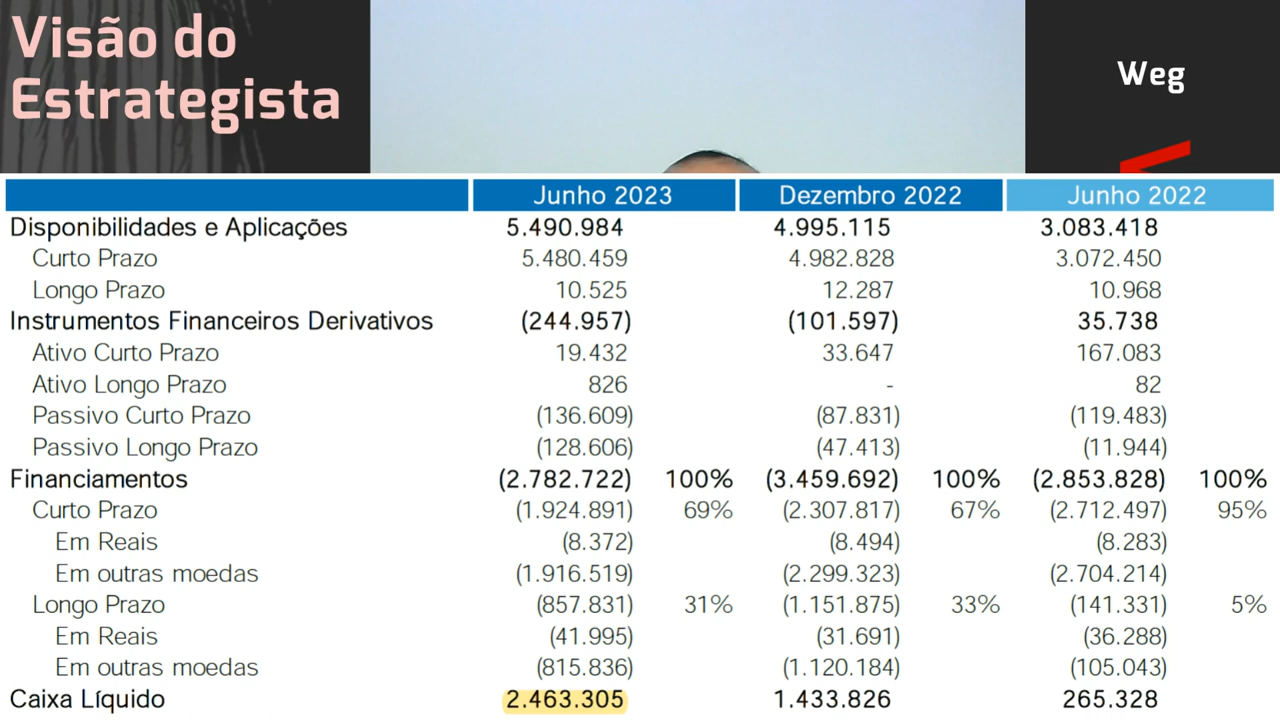 Visão do
Estrategista
Weg
Junho 2023 Dezembro 2022 Junho 2022
Disponibilidades e Aplicações 5.490.984 4.995.115 3.083.418
Curto Prazo 5.480.459 4.982.828 3.072.450
Longo Prazo 10.525 12.287 10.968
Instrumentos Financeiros Derivativos (244.957) (101.597) 35.738
Ativo Curto Prazo 19.432 33.647 167.083
Ativo Longo Prazo 826 - 82
Passivo Curto Prazo (136.609) (87.831) (119.483)
Passivo Longo Prazo (128.606) (47.413) (11.944)
Financiamentos (2.782.722) 100% (3.459.692) 100% (2.853.828) 100%
Curto Prazo (1.924.891) 69% (2.307.817) 67% (2.712.497) 95%
Em Reais (8.372) (8.494) (8.283)
Em outras moedas (1.916.519) (2.299.323) (2.704.214)
Longo Prazo (857.831) 31% (1.151.875) 33% (141.331) 5%
Em Reais (41.995) (31.691) (36.288)
Em outras moedas (815.836) (1.120.184) (105.043)
Caixa Líquido 2.463.305 1.433.826 265.328